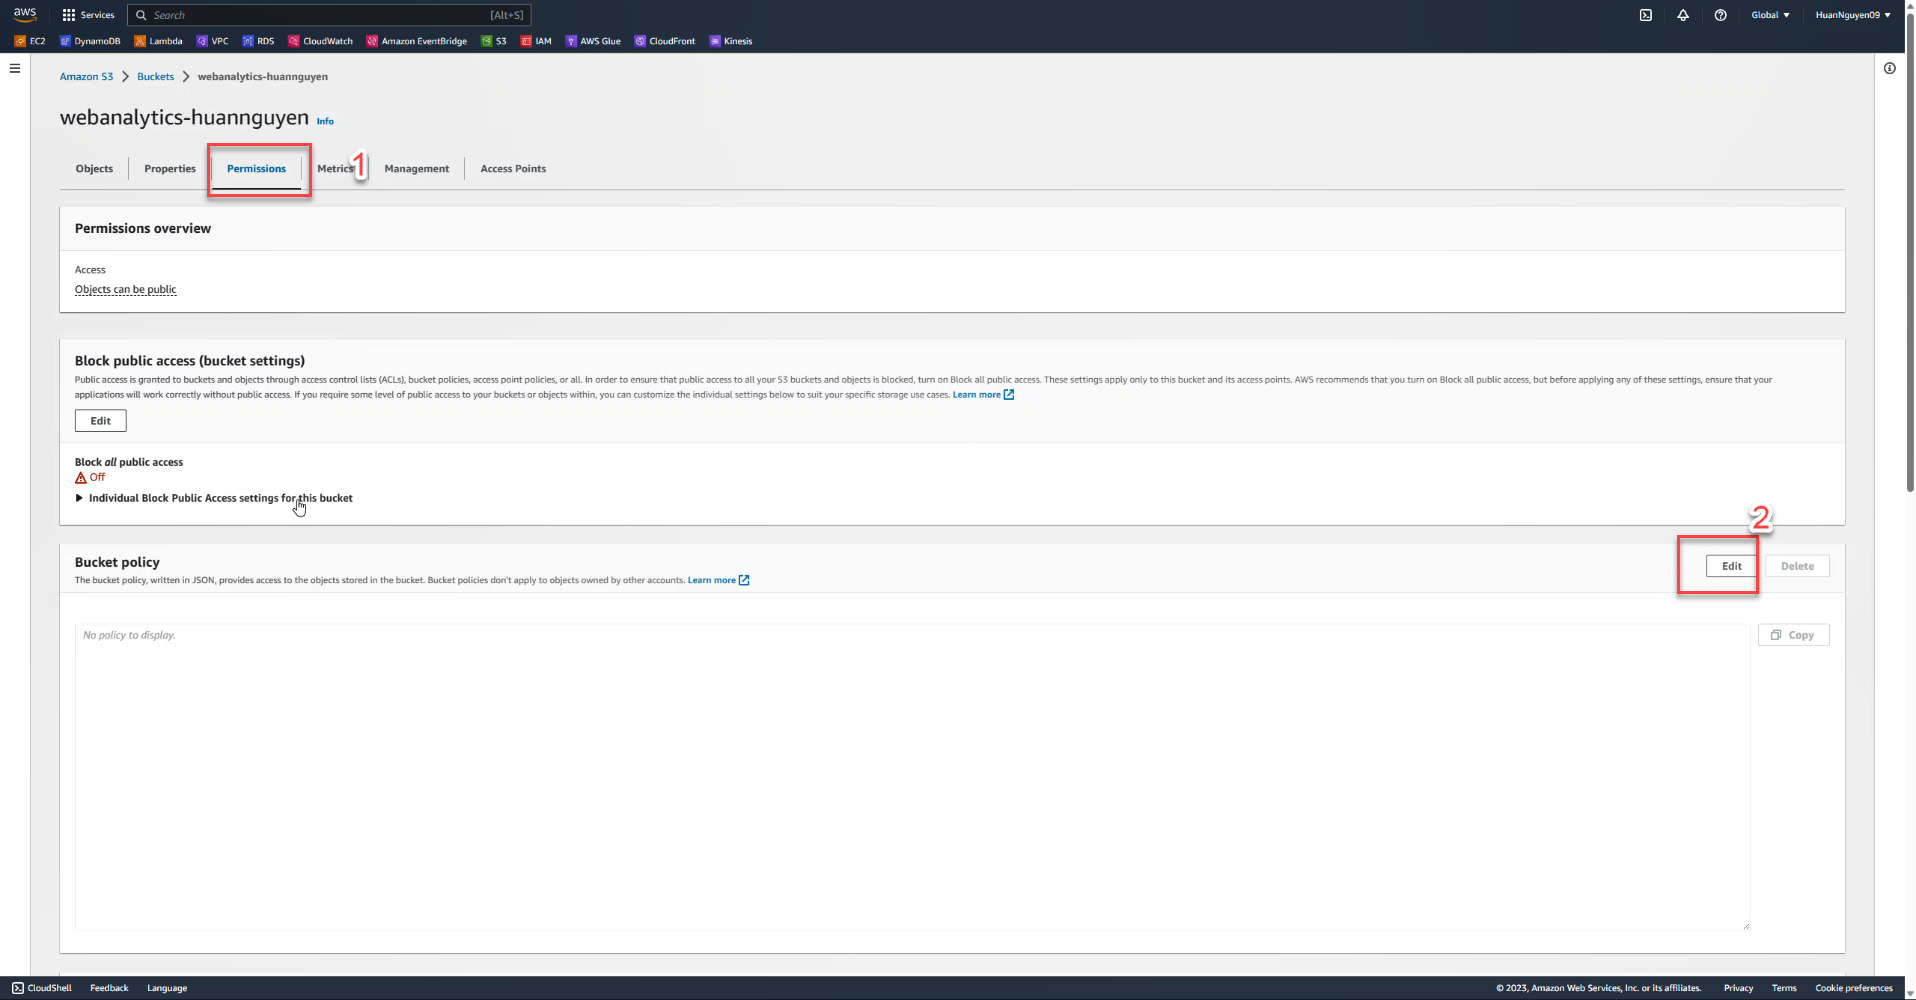 aws Services Search [Alt+S] Global HuanNguyen09
EC2 DynamoDB Lambda VPC RDS CloudWatch Amazon EventBridge S3 IAM AWS Glue CloudFront Kinesis
Amazon S3 Buckets webanalytics-huannguyen
webanalytics-huannguyen Info
Objects Properties Permissions Metrics 1 Management Access Points
Permissions overview
Access
Objects can be public
Block public access (bucket settings)
Public access is granted to buckets and objects through access control lists (ACLs), bucket policies, access point policies, or all. In order to ensure that public access to all your S3 buckets and objects is blocked, turn on Block all public access. These settings apply only to this bucket and its access points. AWS recommends that you turn on Block all public access, but before applying any of these settings, ensure that your
applications will work correctly without public access. If you require some level of public access to your buckets or objects within, you can customize the individual settings below to suit your specific storage use cases. Learn more
Edit
Block all public access
Off
Individual Block Public Access settings for this bucket
2
Bucket policy
The bucket policy, written in JSON, provides access to the objects stored in the bucket. Bucket policies don't apply to objects owned by other accounts. Learn more
Edit Delete
No policy to display.
Copy
CloudShell Feedback Language © 2023, Amazon Web Services, Inc. or its affiliates. Privacy Terms Cookie preferences